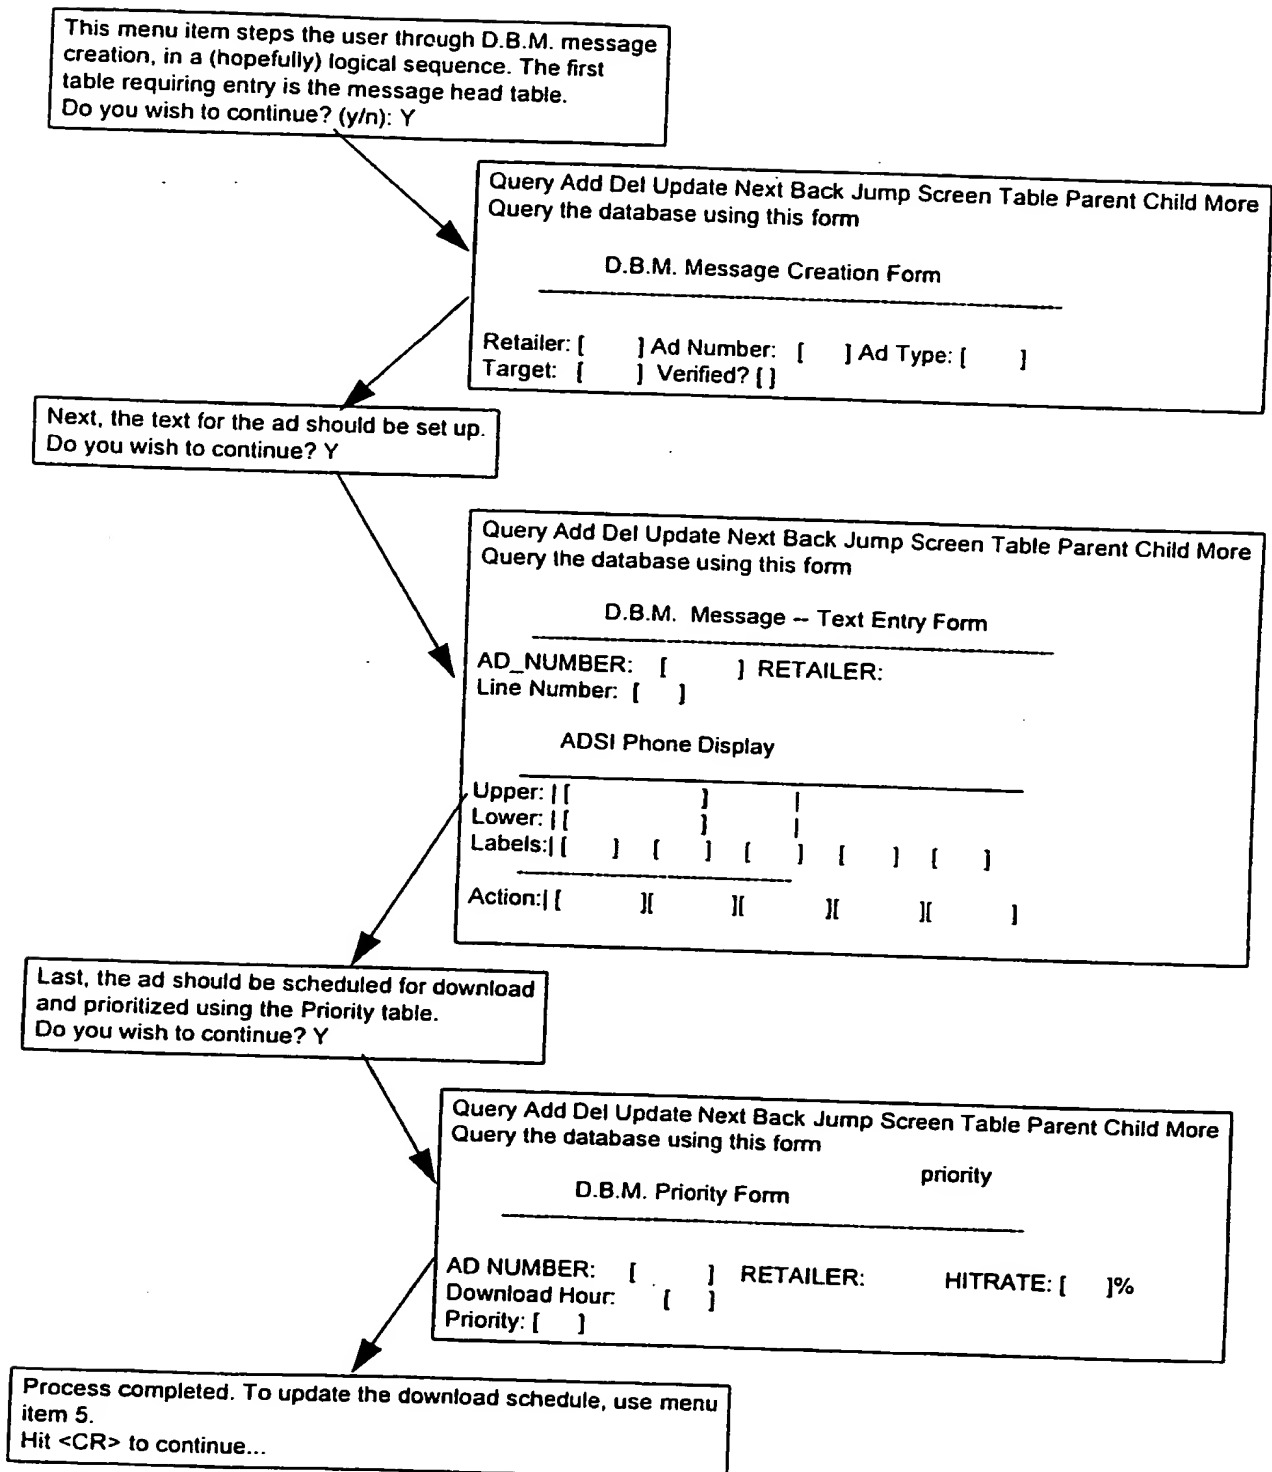 This menu item steps the user through D.B.M. message
creation, in a (hopefully) logical sequence. The first
table requiring entry is the message head table.
Do you wish to continue? (y/n): Y
Query Add Del Update Next Back Jump Screen Table Parent Child More
Query the database using this form
D.B.M. Message Creation Form
Retailer: [ ] Ad Number: [ ] Ad Type: [ ]
Target: [ ] Verified? [ ]
Next, the text for the ad should be set up.
Do you wish to continue? Y
Query Add Del Update Next Back Jump Screen Table Parent Child More
Query the database using this form
D.B.M. Message -- Text Entry Form
AD_NUMBER: [ ] RETAILER:
Line Number: [ ]
ADSI Phone Display
Upper: | [ ] |
Lower: | [ ] |
Labels:| [ ] [ ] [ ] [ ] [ ]
Action:| [ ][ ][ ][ ][ ]
Last, the ad should be scheduled for download
and prioritized using the Priority table.
Do you wish to continue? Y
Query Add Del Update Next Back Jump Screen Table Parent Child More
Query the database using this form
priority
D.B.M. Priority Form
AD NUMBER: [ ] RETAILER: HITRATE: [ ]%
Download Hour: [ ]
Priority: [ ]
Process completed. To update the download schedule, use menu
item 5.
Hit <CR> to continue...